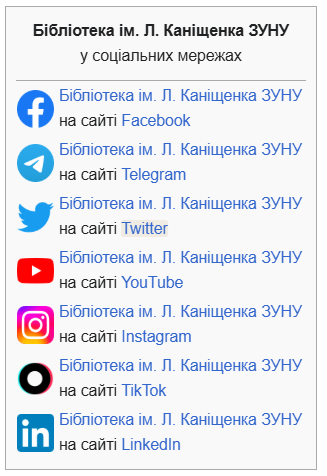 Бібліотека ім. Л. Каніщенка ЗУНУ
у соціальних мережах
Бібліотека ім. Л. Каніщенка ЗУНУ
на сайті Facebook
Бібліотека ім. Л. Каніщенка ЗУНУ
на сайті Telegram
Бібліотека ім. Л. Каніщенка ЗУНУ
на сайті Twitter
Бібліотека ім. Л. Каніщенка ЗУНУ
на сайті YouTube
Бібліотека ім. Л. Каніщенка ЗУНУ
на сайті Instagram
Бібліотека ім. Л. Каніщенка ЗУНУ
на сайті TikTok
Бібліотека ім. Л. Каніщенка ЗУНУ
на сайті LinkedIn